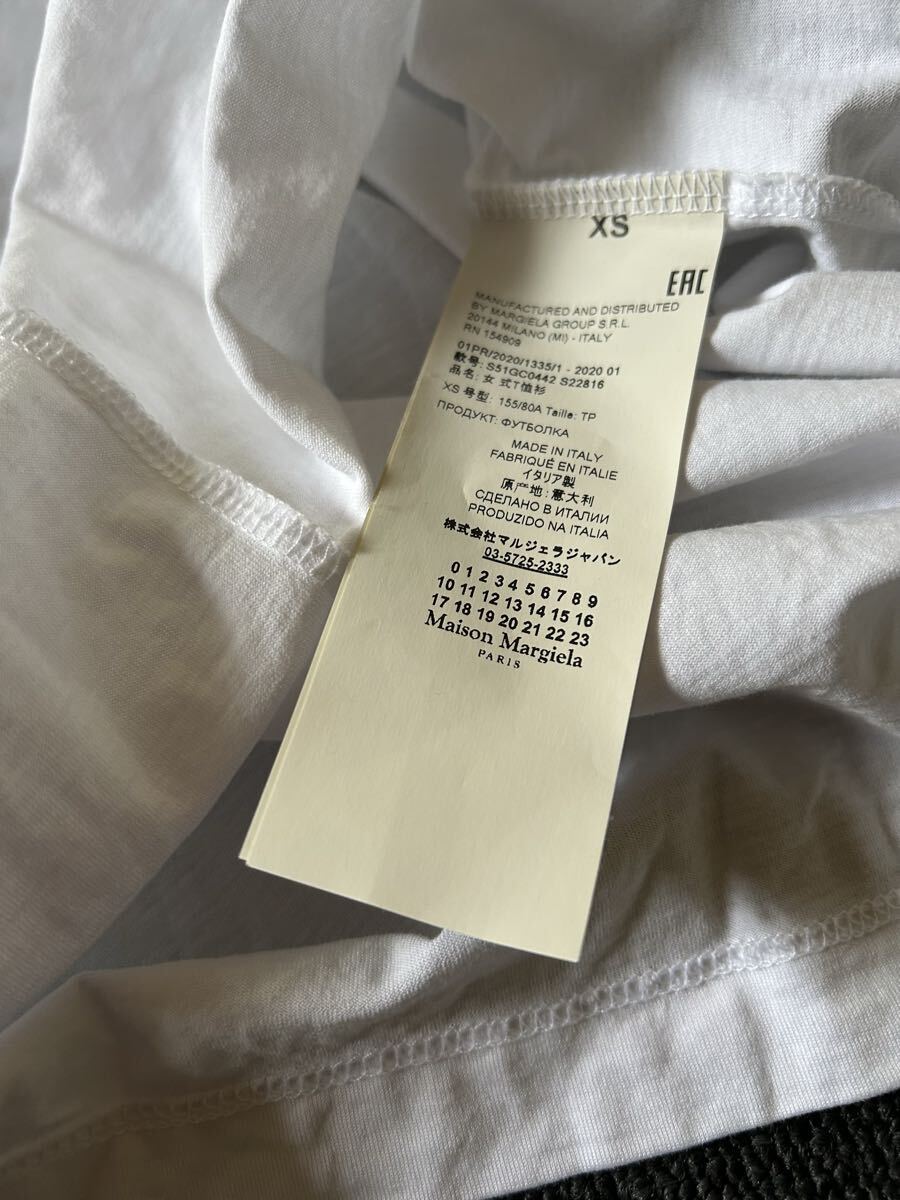 XS
EAC
MANUFACTURED AND DISTRIBUTED
BY MARGIELA GROUP S.R.L.
20144 MILANO (MI) - ITALY
RN 154909
01PR/2020/1335/1 - 2020 01
款号: S51GC0442 S22816
品名: 女 式T恤衫
XS 号型: 155/80A Taille: TP
ПРОДУКТ: ФУТБОЛКА
MADE IN ITALY
FABRIQUÉ EN ITALIE
イタリア製
原产地:意大利
СДЕЛАНО В ИТАЛИИ
PRODUZIDO NA ITALIA
株式会社マルジェラジャパン
03-5725-2333
0 1 2 3 4 5 6 7 8 9
10 11 12 13 14 15 16
17 18 19 20 21 22 23
Maison Margiela
PARIS